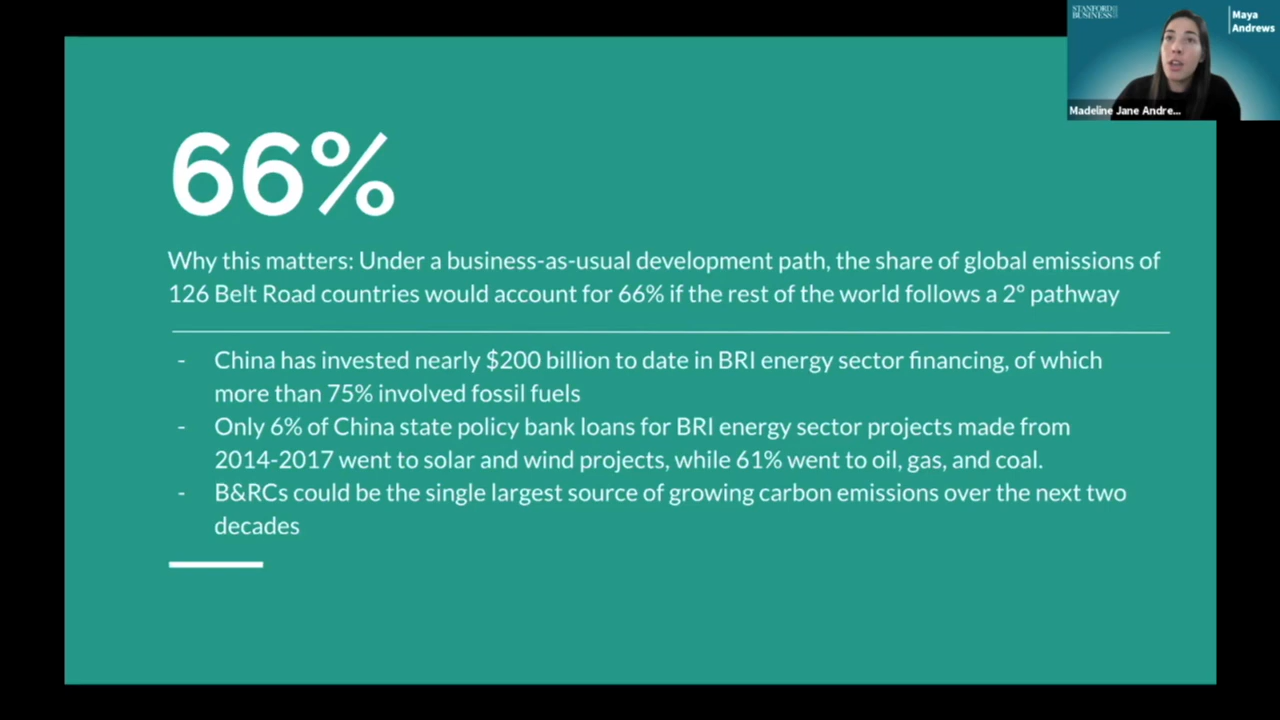 STANFORD
BUSINESS
Maya
Andrews
Madeline Jane Andre...
66%
Why this matters: Under a business-as-usual development path, the share of global emissions of
126 Belt Road countries would account for 66% if the rest of the world follows a 2° pathway
- China has invested nearly $200 billion to date in BRI energy sector financing, of which
more than 75% involved fossil fuels
- Only 6% of China state policy bank loans for BRI energy sector projects made from
2014-2017 went to solar and wind projects, while 61% went to oil, gas, and coal.
- B&RCs could be the single largest source of growing carbon emissions over the next two
decades